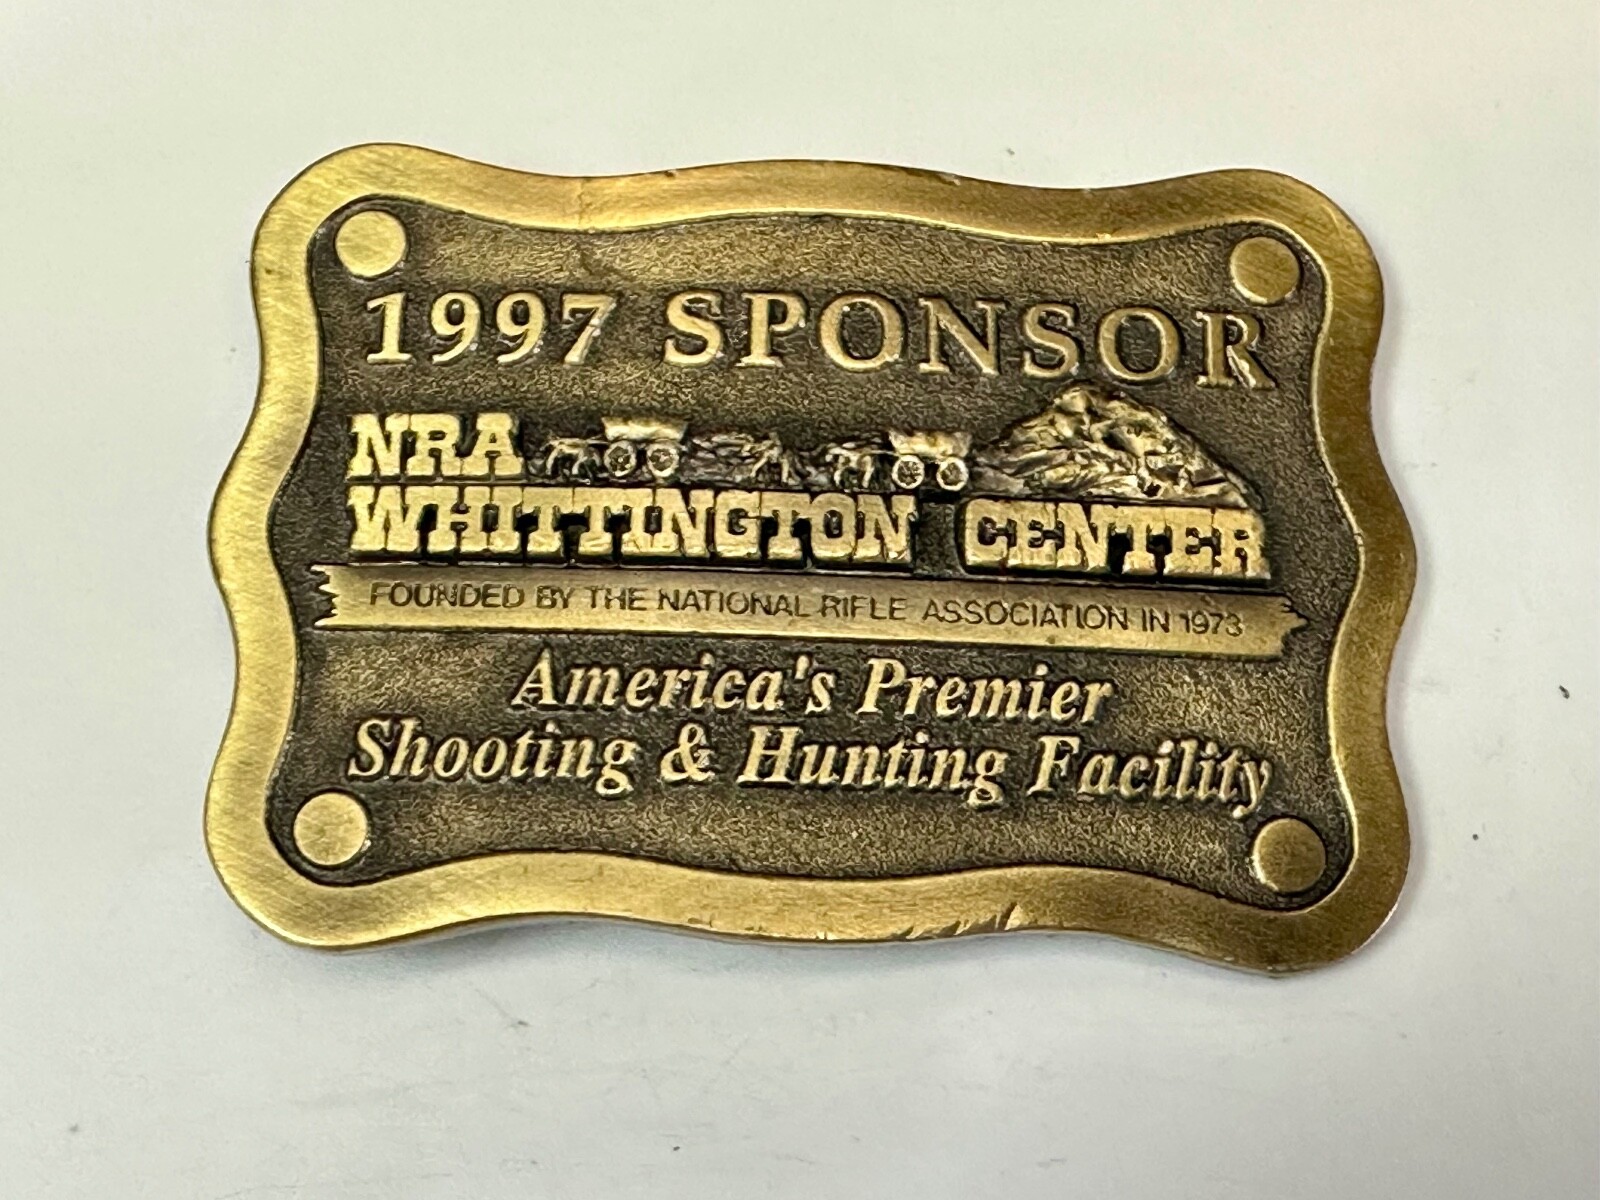 1997 SPONSOR
NRA
WHITTINGTON CENTER
FOUNDED BY THE NATIONAL RIFLE ASSOCIATION IN 1973
America's Premier
Shooting & Hunting Facility